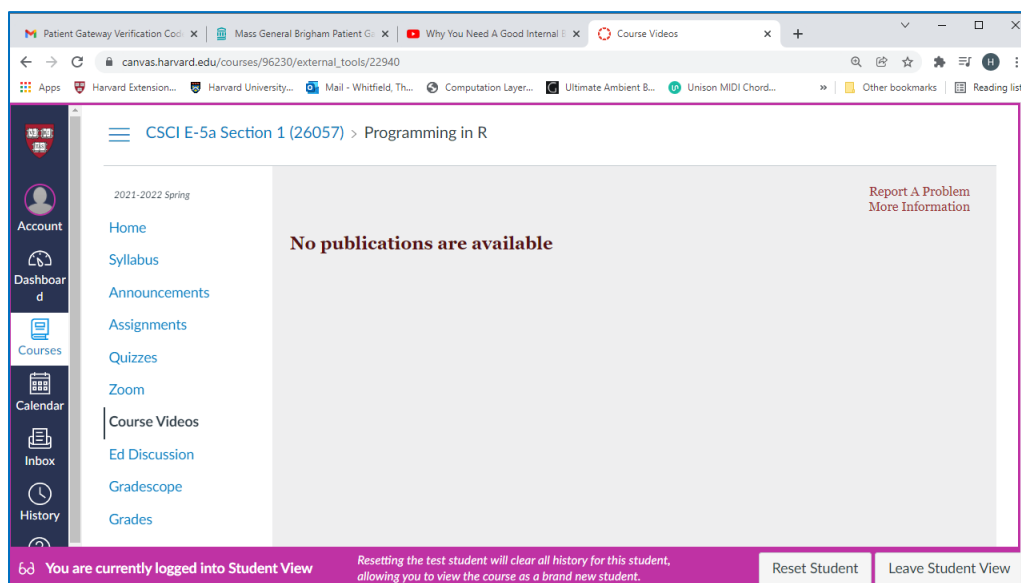 Patient Gateway Verification Code
Mass General Brigham Patient Ga
Why You Need A Good Internal
Course Videos
canvas.harvard.edu/courses/96230/external_tools/22940
H
Apps
Harvard Extension...
Harvard University...
Mail - Whitfield, Th...
Computation Layer...
Ultimate Ambient B...
Unison MIDI Chord...
»
Other bookmarks
Reading list
CSCI E-5a Section 1 (26057) > Programming in R
Account
Dashboar
d
Courses
Calendar
Inbox
History
2021-2022 Spring
Home
Syllabus
Announcements
Assignments
Quizzes
Zoom
Course Videos
Ed Discussion
Gradescope
Grades
Report A Problem
More Information
No publications are available
You are currently logged into Student View
Resetting the test student will clear all history for this student,
allowing you to view the course as a brand new student.
Reset Student
Leave Student View